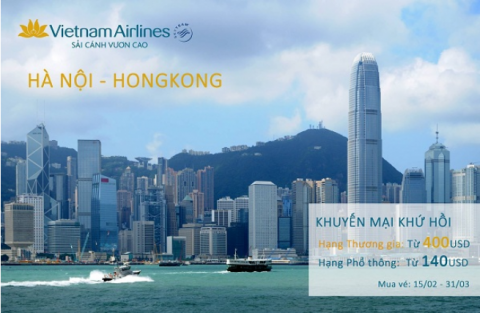 Vietnam Airlines
SẢI CÁNH VƯƠN CAO
HÀ NỘI - HONGKONG
KHUYẾN MẠI KHỨ HỒI
Hạng Thương gia: Từ 400USD
Hạng Phổ thông: Từ 140USD
Mua vé: 15/02 - 31/03